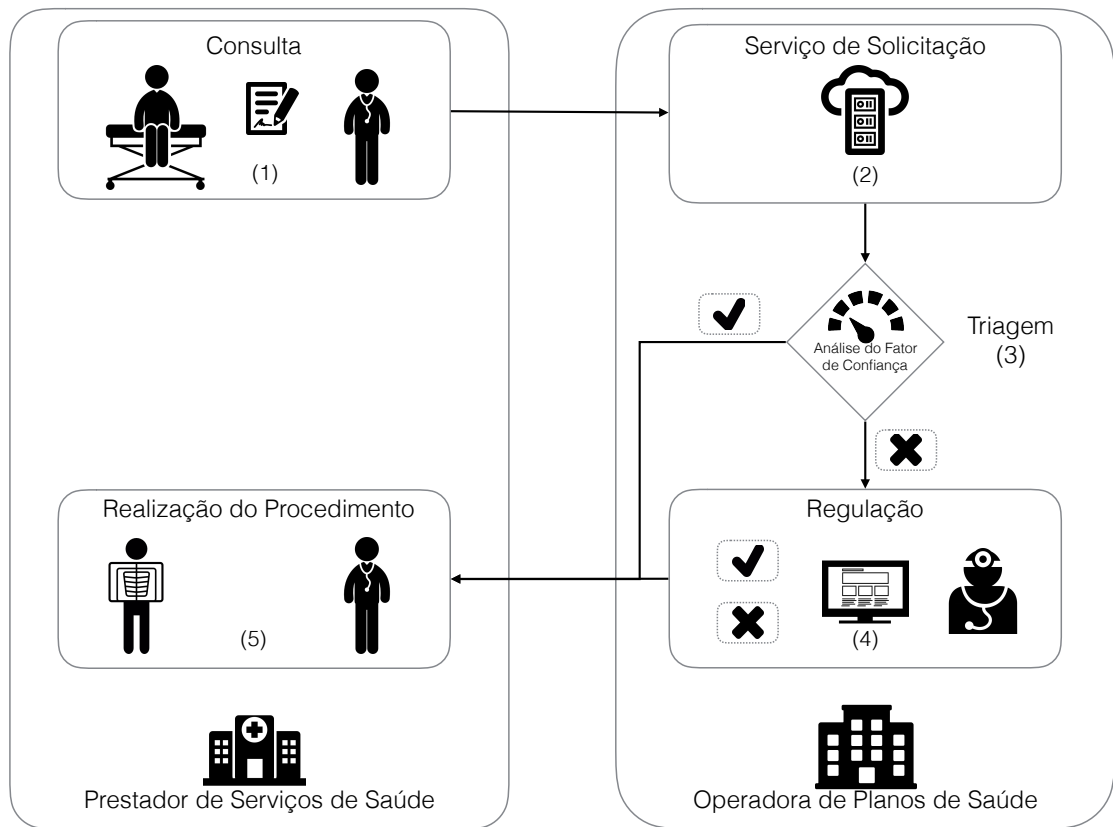 Consulta
(1)
Serviço de Solicitação
(2)
Análise do Fator
de Confiança
Triagem
(3)
Realização do Procedimento
(5)
Regulação
(4)
Prestador de Serviços de Saúde
Operadora de Planos de Saúde